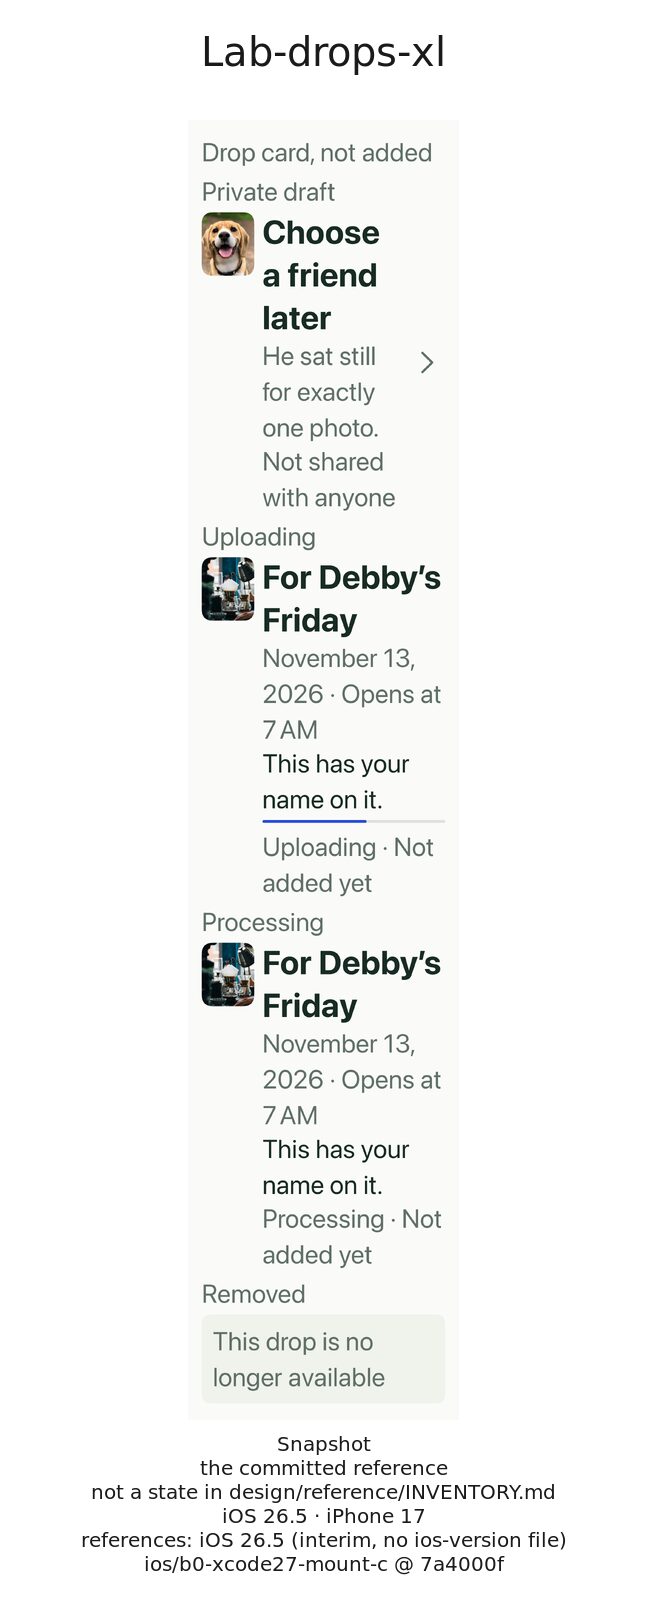 Lab-drops-xl
Drop card, not added
Private draft
Choose
a friend
later
He sat still
for exactly
one photo.
Not shared
with anyone
Uploading
For Debby’s
Friday
November 13,
2026 · Opens at
7 AM
This has your
name on it.
Uploading · Not
added yet
Processing
For Debby’s
Friday
November 13,
2026 · Opens at
7 AM
This has your
name on it.
Processing · Not
added yet
Removed
This drop is no
longer available
Snapshot
the committed reference
not a state in design/reference/INVENTORY.md
iOS 26.5 · iPhone 17
references: iOS 26.5 (interim, no ios-version file)
ios/b0-xcode27-mount-c @ 7a4000f